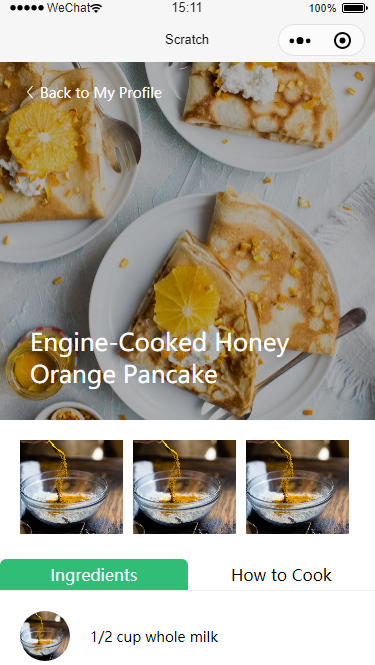 WeChat 15:11 100%
Scratch
Back to My Profile
Engine-Cooked Honey
Orange Pancake
Ingredients How to Cook
1/2 cup whole milk